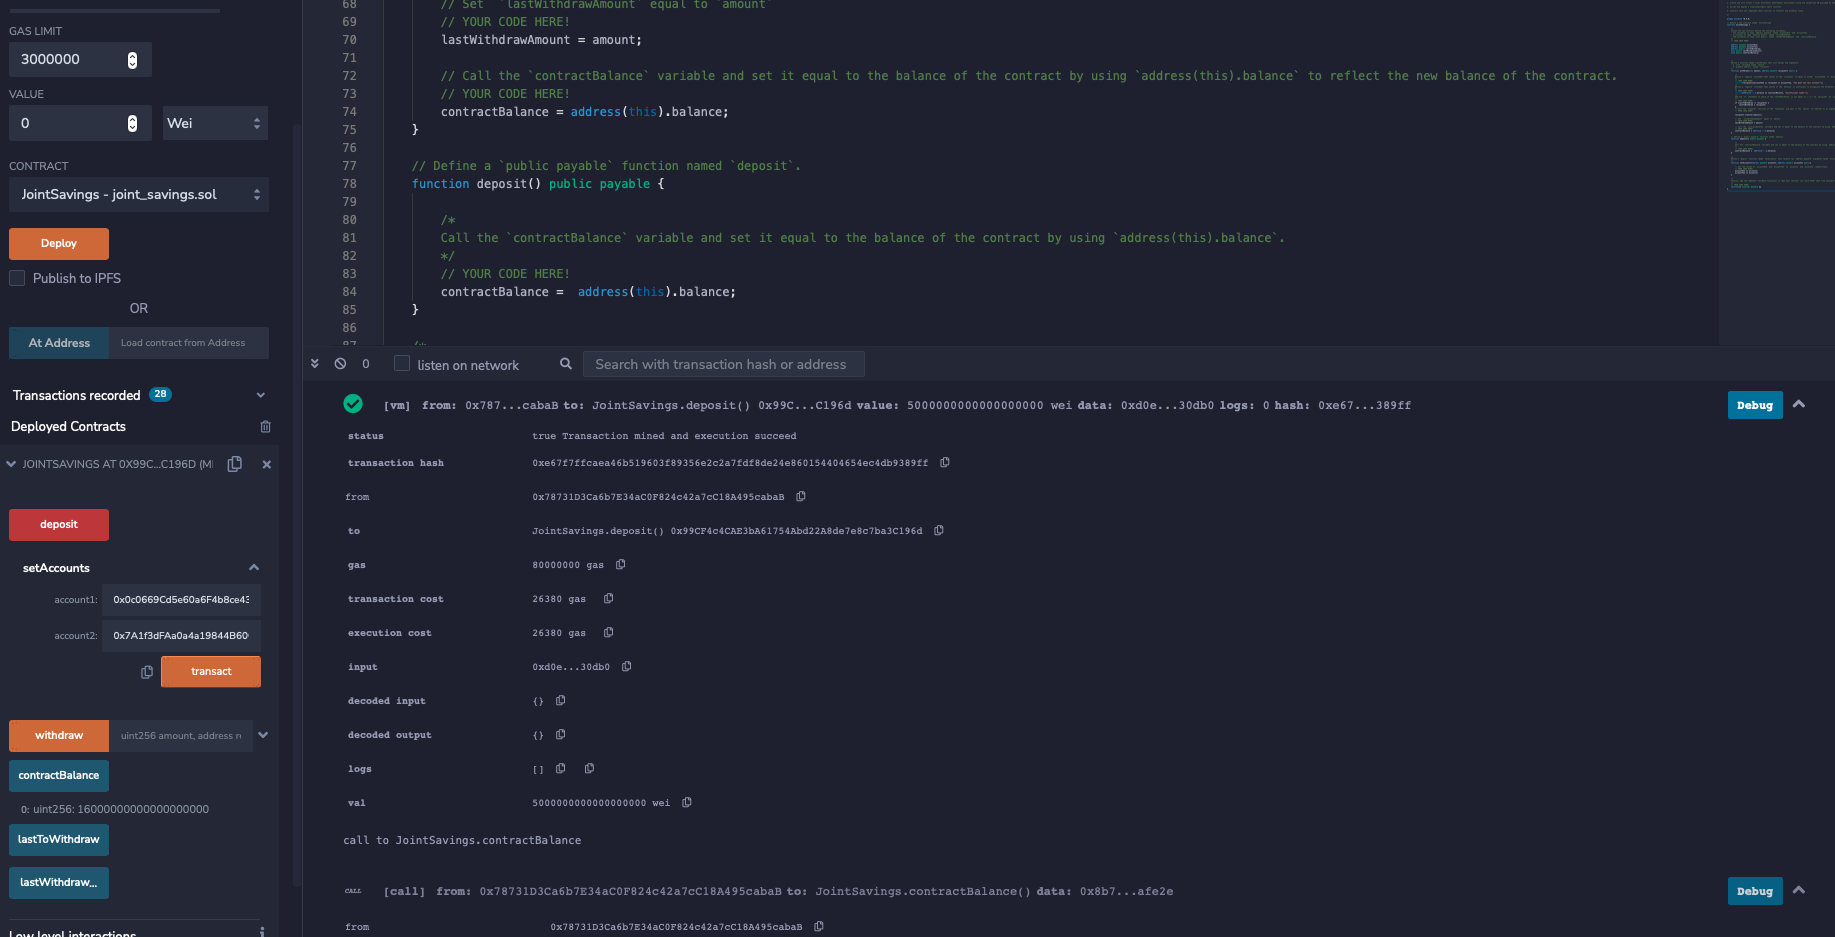 GAS LIMIT
3000000
VALUE
0
Wei
CONTRACT
JointSavings - joint_savings.sol
Deploy
Publish to IPFS
OR
At Address
Load contract from Address
Transactions recorded 28
Deployed Contracts
JOINTSAVINGS AT 0X99C...C196D (M
deposit
setAccounts
account1: 0x0c0669Cd5e60a6F4b8ce43
account2: 0x7A1f3dFAa0a4a19844B60
transact
withdraw
uint256 amount, address r
contractBalance
0: uint256: 16000000000000000000
lastToWithdraw
lastWithdraw...
Low level interactions
68 // Set `lastWithdrawAmount` equal to `amount`
69 // YOUR CODE HERE!
70 lastWithdrawAmount = amount;
71
72 // Call the `contractBalance` variable and set it equal to the balance of the contract by using `address(this).balance` to reflect the new balance of the contract.
73 // YOUR CODE HERE!
74 contractBalance = address(this).balance;
75 }
76
77 // Define a `public payable` function named `deposit`.
78 function deposit() public payable {
79
80 /*
81 Call the `contractBalance` variable and set it equal to the balance of the contract by using `address(this).balance`.
82 */
83 // YOUR CODE HERE!
84 contractBalance =  address(this).balance;
85 }
86
87 /*
0 listen on network Search with transaction hash or address
[vm] from: 0x787...cabaB to: JointSavings.deposit() 0x99C...C196d value: 5000000000000000000 wei data: 0xd0e...30db0 logs: 0 hash: 0xe67...389ff
Debug
status true Transaction mined and execution succeed
transaction hash 0xe67f7ffcaea46b519603f89356e2c2a7fdf8de24e860154404654ec4db9389ff
from 0x78731D3Ca6b7E34aC0F824c42a7cC18A495cabaB
to JointSavings.deposit() 0x99CF4c4CAE3bA61754Abd22A8de7e8c7ba3C196d
gas 80000000 gas
transaction cost 26380 gas
execution cost 26380 gas
input 0xd0e...30db0
decoded input {}
decoded output {}
logs []
val 5000000000000000000 wei
call to JointSavings.contractBalance
CALL [call] from: 0x78731D3Ca6b7E34aC0F824c42a7cC18A495cabaB to: JointSavings.contractBalance() data: 0x8b7...afe2e
Debug
from 0x78731D3Ca6b7E34aC0F824c42a7cC18A495cabaB